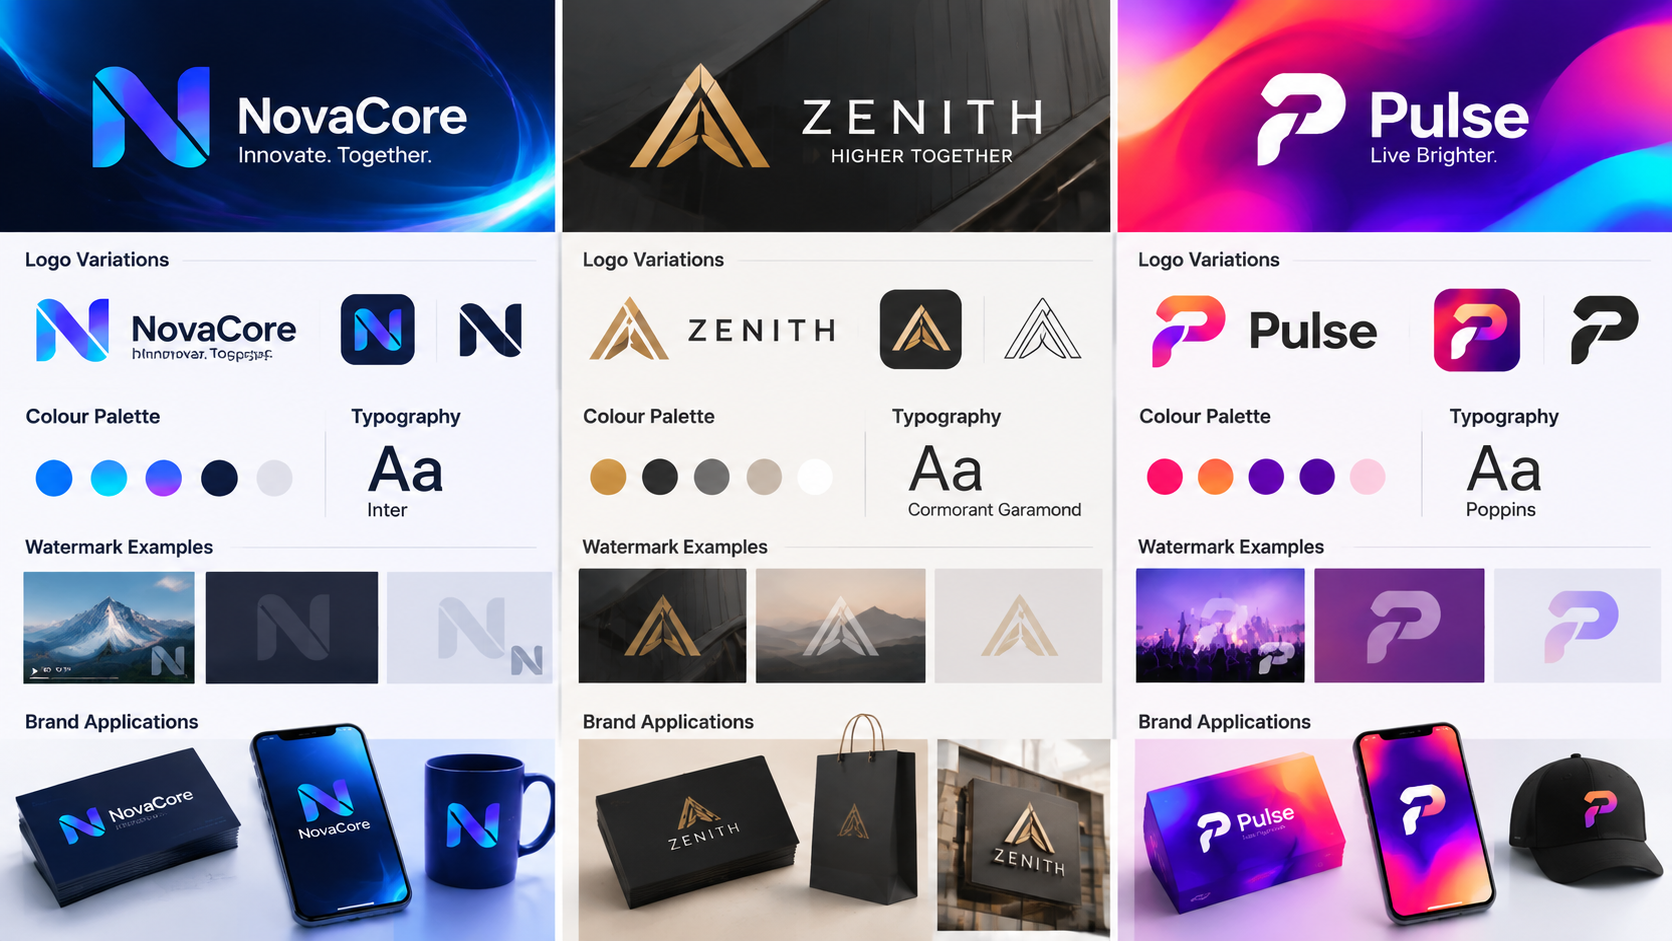 NovaCore
Innovate. Together.
Logo Variations
NovaCore
Colour Palette
Typography
Aa
Inter
Watermark Examples
Brand Applications
NovaCore
NovaCore
ZENITH
HIGHER TOGETHER
Logo Variations
ZENITH
Colour Palette
Typography
Aa
Cormorant Garamond
Watermark Examples
Brand Applications
ZENITH
ZENITH
Pulse
Live Brighter.
Logo Variations
Pulse
Colour Palette
Typography
Aa
Poppins
Watermark Examples
Brand Applications
Pulse